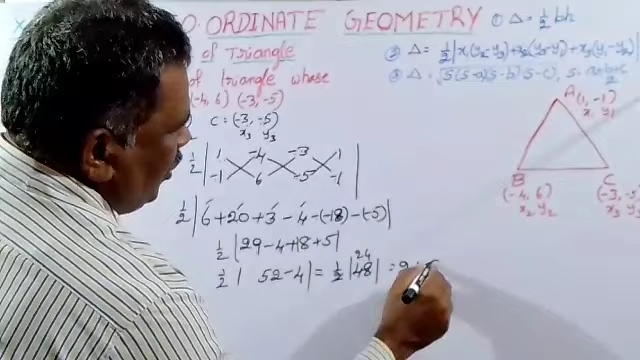 O. ORDINATE GEOMETRY ① Δ = ½ bh
of Triangle
② Δ = ½ |x₁(y₂-y₃)+x₂(y₃-y₁)+x₃(y₁-y₂)|
of triangle whose
③ Δ = √S(S-a)(S-b)(S-c), S =
(-4, 6) (-3, -5)
A(1, -1)
x₁ y₁
C = (-3, -5)
x₃ y₃
½ | 1 -4 -3 1
-1 6 -5 -1 |
B C
(-4, 6) (-3, -5
x₂ y₂ x₃ y
½ | 6 + 20 + 3 - 4 - (-18) - (-5) |
½ | 29 - 4 + 18 + 5 |
24
½ | 52 - 4 | = ½ |48| =